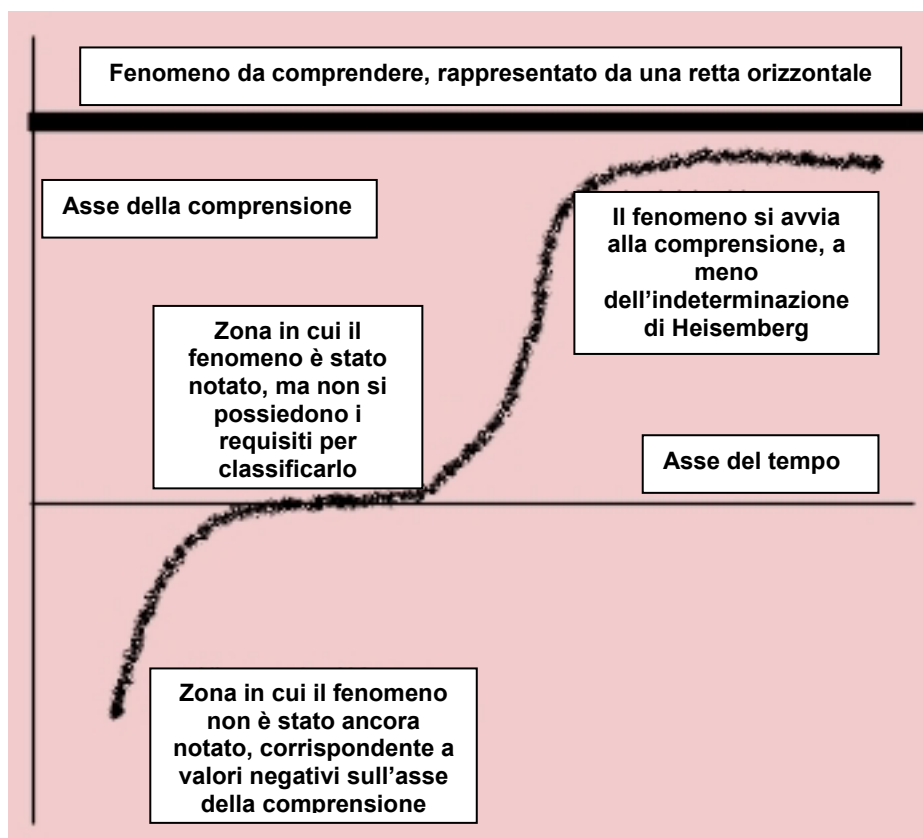 Fenomeno da comprendere, rappresentato da una retta orizzontale
Asse della comprensione
Il fenomeno si avvia
alla comprensione, a
meno
dell’indeterminazione
di Heisemberg
Zona in cui il
fenomeno è stato
notato, ma non si
possiedono i
requisiti per
classificarlo
Asse del tempo
Zona in cui il fenomeno
non è stato ancora
notato, corrispondente a
valori negativi sull’asse
della comprensione